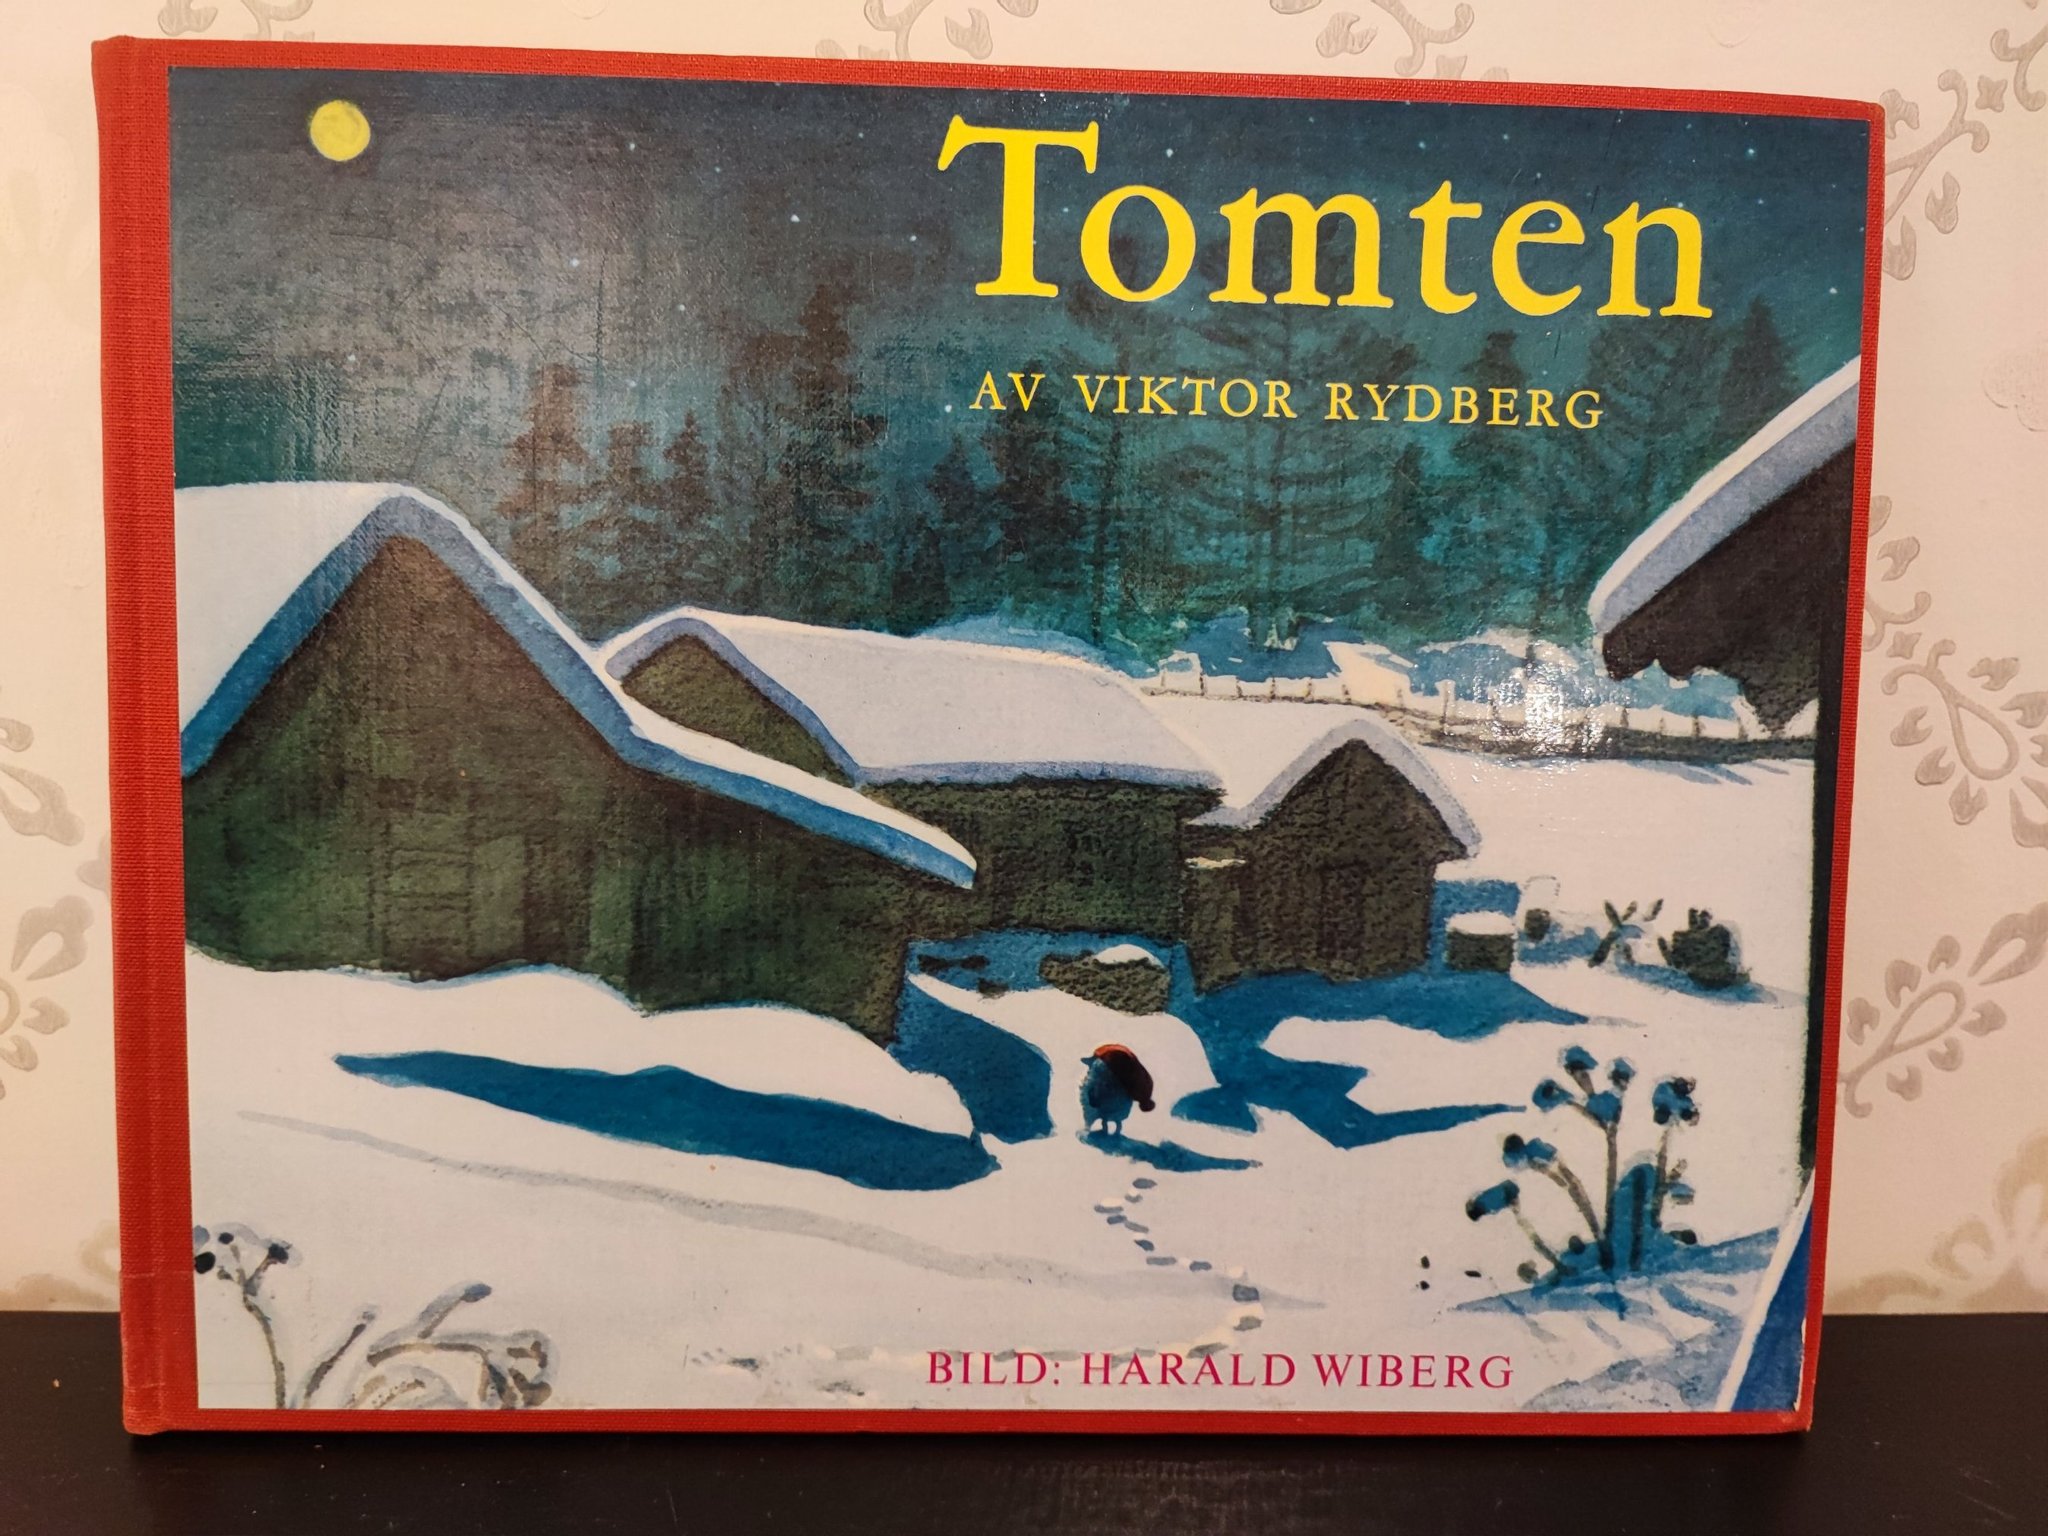 Tomten
AV VIKTOR RYDBERG
BILD: HARALD WIBERG